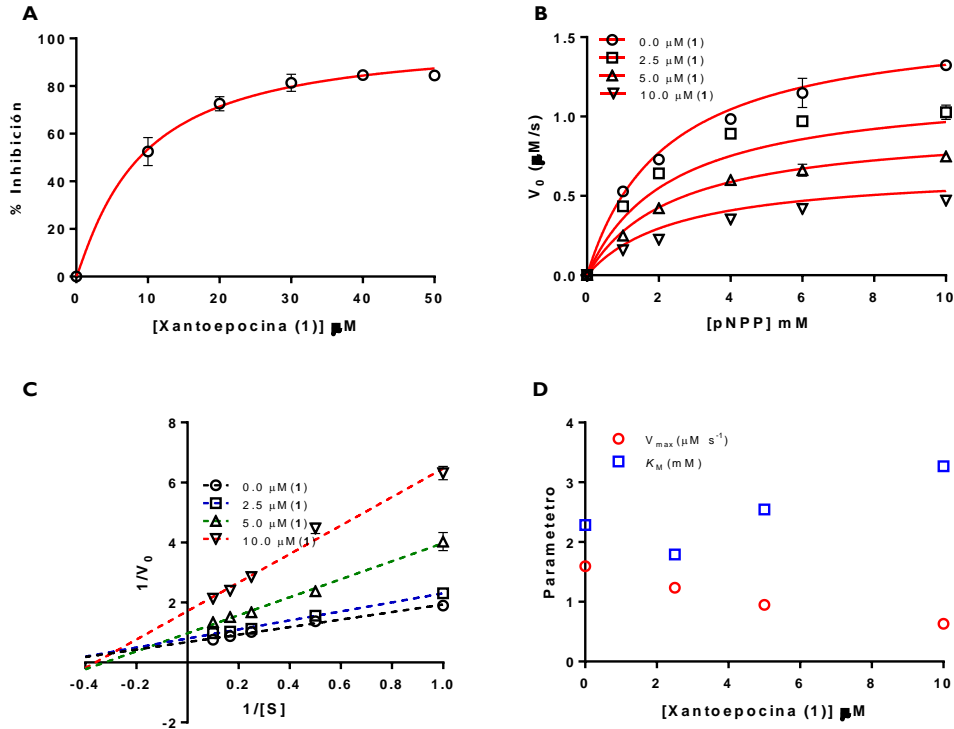 A
% Inhibición
100
80
60
40
20
0
0 10 20 30 40 50
[Xantoepocina (1)] μM
B
V0 (μM/s)
1.5
1.0
0.5
0.0
0.0 μM (1)
2.5 μM (1)
5.0 μM (1)
10.0 μM (1)
0 2 4 6 8 10
[pNPP] mM
C
1/V0
8
6
4
2
-2
0.0 μM (1)
2.5 μM (1)
5.0 μM (1)
10.0 μM (1)
-0.4 -0.2 0.2 0.4 0.6 0.8 1.0
1/[S]
D
Parametetro
4
3
2
1
0
Vmax (μM s-1)
KM (mM)
0 2 4 6 8 10
[Xantoepocina (1)] μM